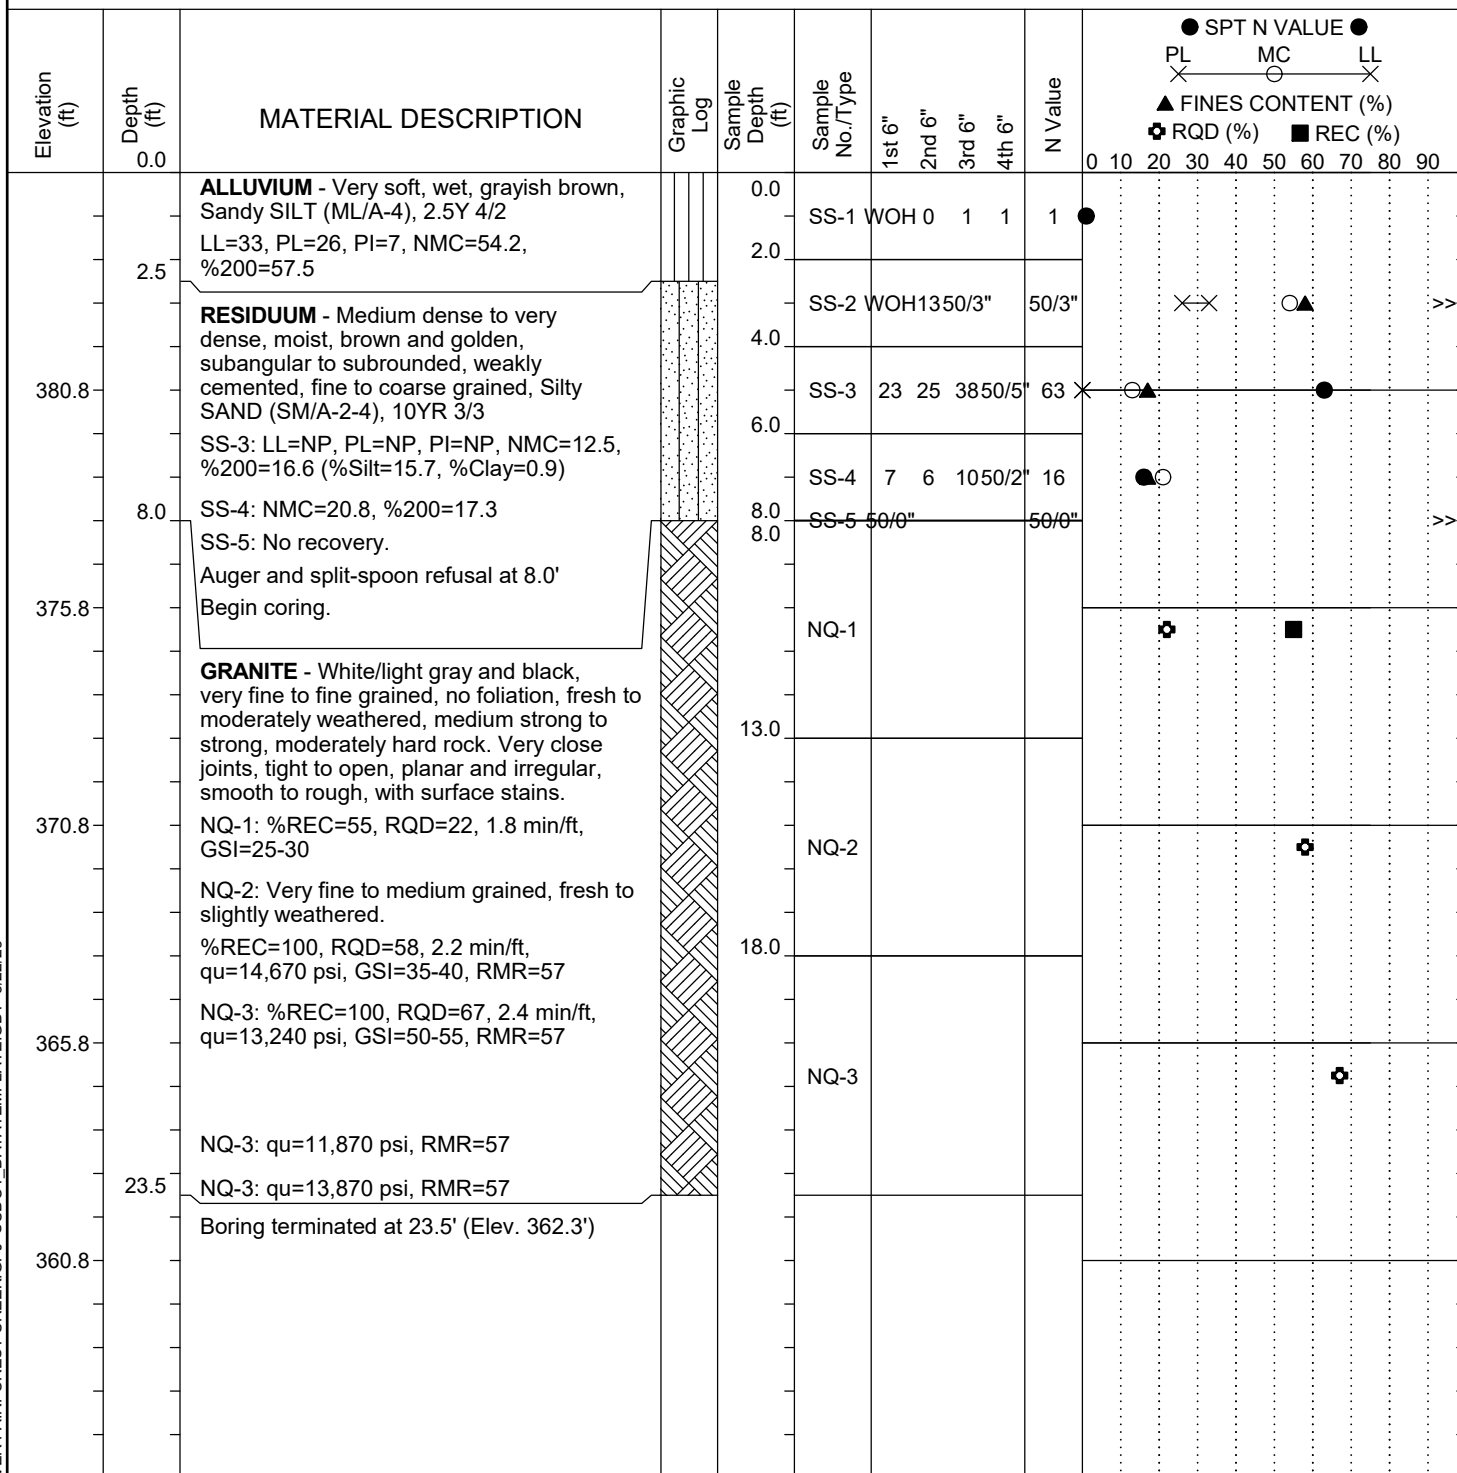 ● SPT N VALUE ●
PL MC LL
▲ FINES CONTENT (%)
RQD (%) ■ REC (%)
Elevation (ft)
Depth (ft)
0.0
MATERIAL DESCRIPTION
Graphic Log
Sample Depth (ft)
Sample No./Type
1st 6"
2nd 6"
3rd 6"
4th 6"
N Value
0 10 20 30 40 50 60 70 80 90
ALLUVIUM - Very soft, wet, grayish brown,
Sandy SILT (ML/A-4), 2.5Y 4/2
LL=33, PL=26, PI=7, NMC=54.2,
%200=57.5
2.5
RESIDUUM - Medium dense to very
dense, moist, brown and golden,
subangular to subrounded, weakly
cemented, fine to coarse grained, Silty
SAND (SM/A-2-4), 10YR 3/3
380.8
SS-3: LL=NP, PL=NP, PI=NP, NMC=12.5,
%200=16.6 (%Silt=15.7, %Clay=0.9)
SS-4: NMC=20.8, %200=17.3
8.0
SS-5: No recovery.
Auger and split-spoon refusal at 8.0'
Begin coring.
375.8
GRANITE - White/light gray and black,
very fine to fine grained, no foliation, fresh to
moderately weathered, medium strong to
strong, moderately hard rock. Very close
joints, tight to open, planar and irregular,
smooth to rough, with surface stains.
370.8
NQ-1: %REC=55, RQD=22, 1.8 min/ft,
GSI=25-30
NQ-2: Very fine to medium grained, fresh to
slightly weathered.
%REC=100, RQD=58, 2.2 min/ft,
qu=14,670 psi, GSI=35-40, RMR=57
NQ-3: %REC=100, RQD=67, 2.4 min/ft,
qu=13,240 psi, GSI=50-55, RMR=57
365.8
NQ-3: qu=11,870 psi, RMR=57
23.5
NQ-3: qu=13,870 psi, RMR=57
Boring terminated at 23.5' (Elev. 362.3')
360.8
0.0
SS-1 WOH 0 1 1 1
2.0
SS-2 WOH 13 50/3" 50/3" >>
4.0
SS-3 23 25 38 50/5" 63
6.0
SS-4 7 6 10 50/2" 16
8.0
SS-5 50/0" 50/0" >>
8.0
NQ-1
13.0
NQ-2
18.0
NQ-3